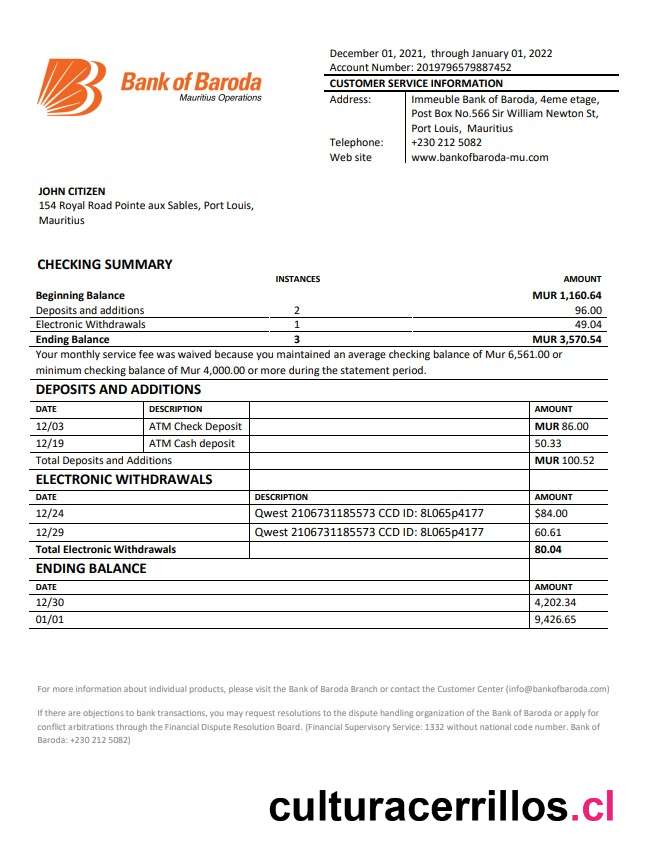 December 01, 2021, through January 01, 2022
Account Number: 2019796579887452
Bank of Baroda
Mauritius Operations
CUSTOMER SERVICE INFORMATION
Address: Immeuble Bank of Baroda, 4eme etage,
Post Box No.566 Sir William Newton St,
Port Louis, Mauritius
Telephone: +230 212 5082
Web site www.bankofbaroda-mu.com
JOHN CITIZEN
154 Royal Road Pointe aux Sables, Port Louis,
Mauritius
CHECKING SUMMARY
INSTANCES AMOUNT
Beginning Balance MUR 1,160.64
Deposits and additions 2 96.00
Electronic Withdrawals 1 49.04
Ending Balance 3 MUR 3,570.54
Your monthly service fee was waived because you maintained an average checking balance of Mur 6,561.00 or
minimum checking balance of Mur 4,000.00 or more during the statement period.
DEPOSITS AND ADDITIONS
DATE DESCRIPTION AMOUNT
12/03 ATM Check Deposit MUR 86.00
12/19 ATM Cash deposit 50.33
Total Deposits and Additions MUR 100.52
ELECTRONIC WITHDRAWALS
DATE DESCRIPTION AMOUNT
12/24 Qwest 2106731185573 CCD ID: 8L065p4177 $84.00
12/29 Qwest 2106731185573 CCD ID: 8L065p4177 60.61
Total Electronic Withdrawals 80.04
ENDING BALANCE
DATE AMOUNT
12/30 4,202.34
01/01 9,426.65
For more information about individual products, please visit the Bank of Baroda Branch or contact the Customer Center (info@bankofbaroda.com)
If there are objections to bank transactions, you may request resolutions to the dispute handling organization of the Bank of Baroda or apply for
conflict arbitrations through the Financial Dispute Resolution Board. (Financial Supervisory Service: 1332 without national code number. Bank of
Baroda: +230 212 5082)
culturacerrillos.cl